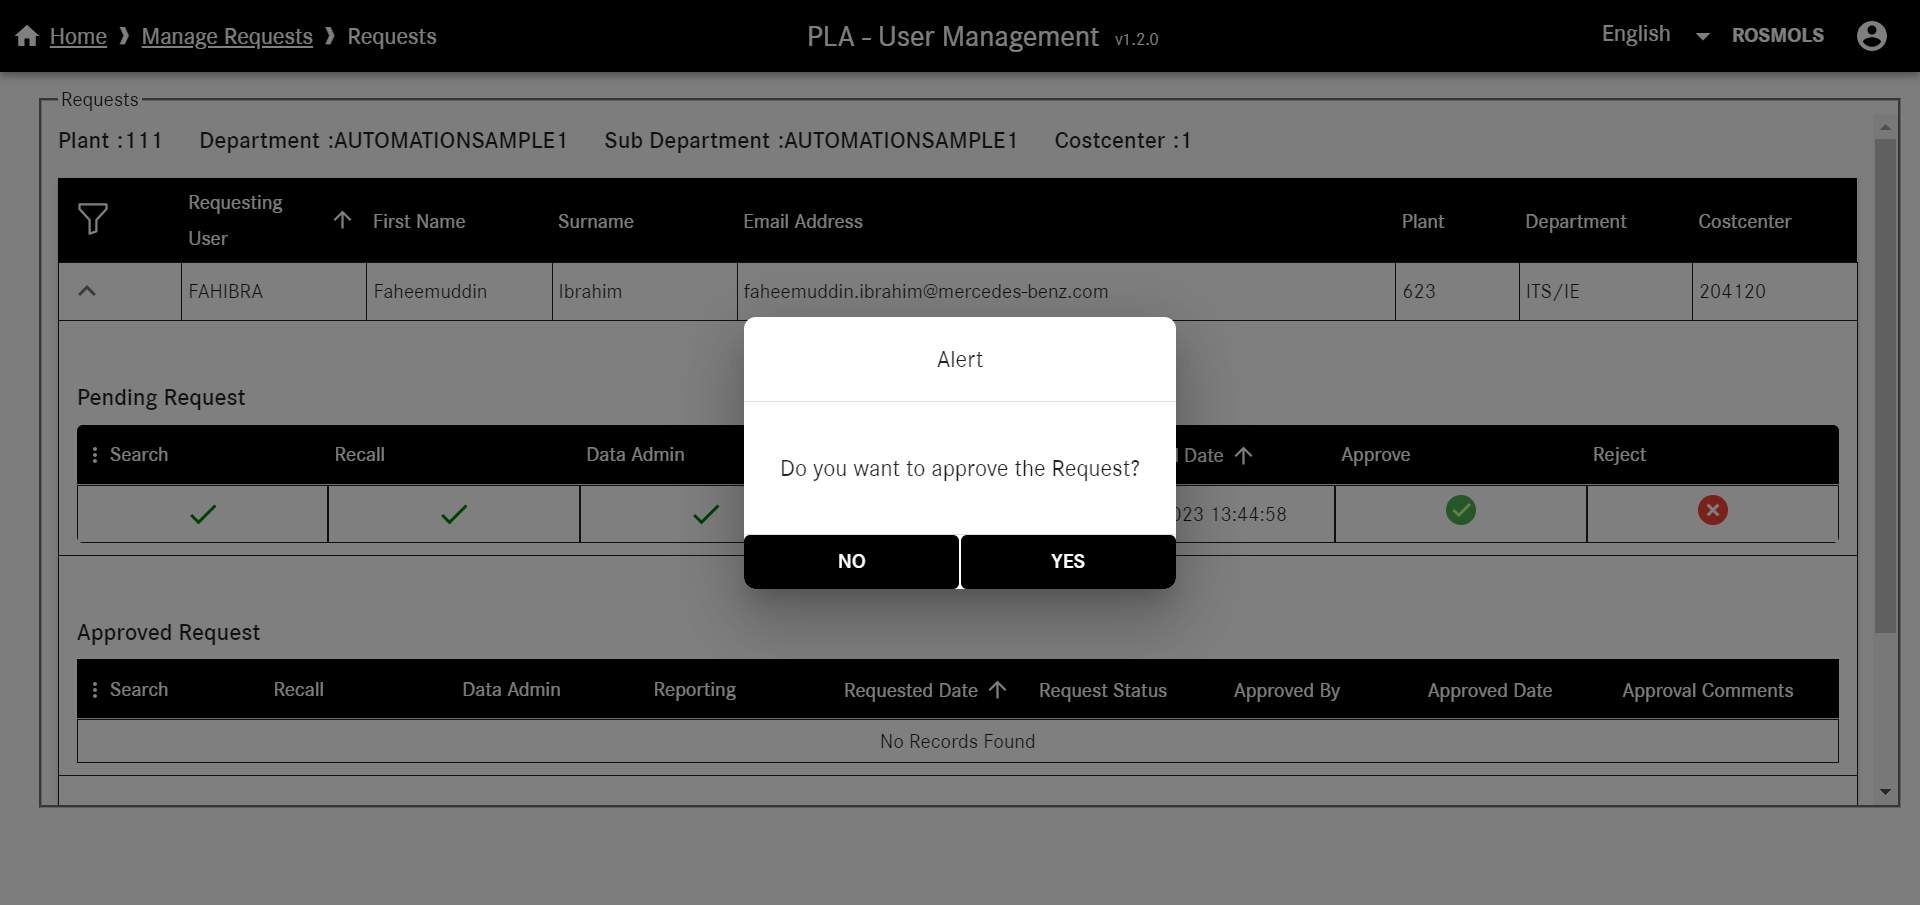 Home ❱ Manage Requests ❱ Requests
PLA - User Management v1.2.0
English ROSMOLS
Requests
Plant :111 Department :AUTOMATIONSAMPLE1 Sub Department :AUTOMATIONSAMPLE1 Costcenter :1
Requesting User First Name Surname Email Address Plant Department Costcenter
FAHIBRA Faheemuddin Ibrahim faheemuddin.ibrahim@mercedes-benz.com 623 ITS/IE 204120
Alert
Do you want to approve the Request?
NO YES
Pending Request
Search Recall Data Admin Date Approve Reject
13:44:58
Approved Request
Search Recall Data Admin Reporting Requested Date Request Status Approved By Approved Date Approval Comments
No Records Found